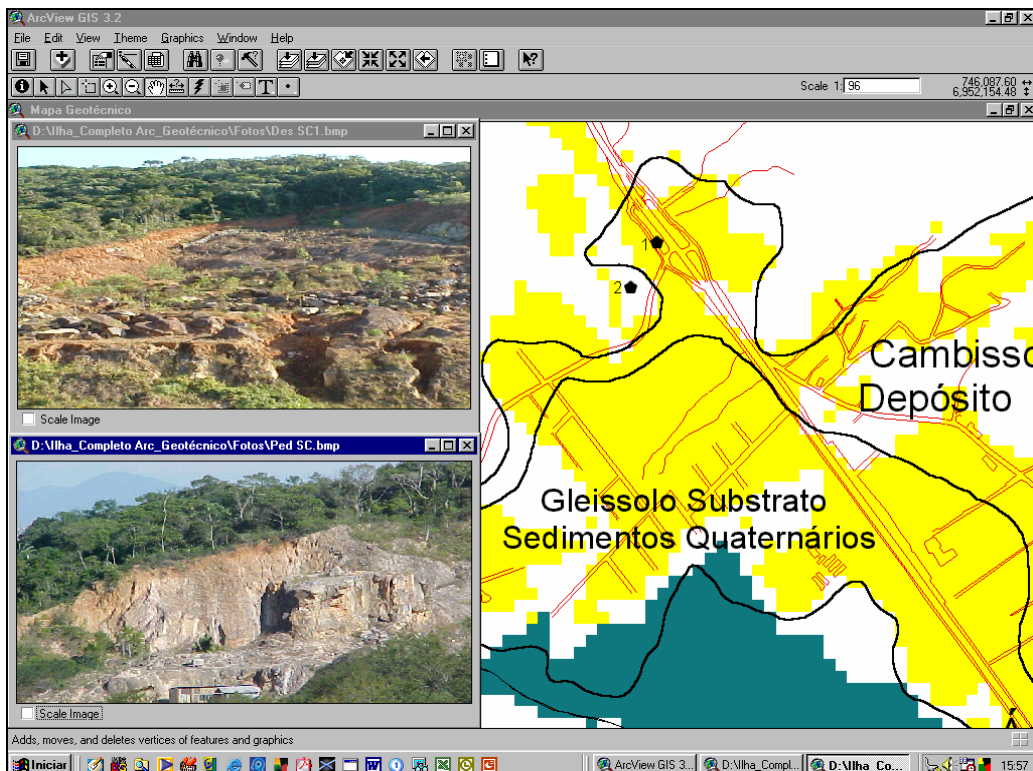 ArcView GIS 3.2
File Edit View Theme Graphics Window Help
Scale 1: 96
746,087.60
6,952,154.48
Mapa Geotécnico
D:\Ilha_Completo Arc_Geotécnico\Fotos\Des SC1.bmp
Scale Image
D:\Ilha_Completo Arc_Geotécnico\Fotos\Ped SC.bmp
Scale Image
1
2
Cambisso
Depósito
Gleissolo Substrato
Sedimentos Quaternários
Adds, moves, and deletes vertices of features and graphics
Iniciar
ArcView GIS 3...
D:\Ilha_Compl...
D:\Ilha_Co...
15:57